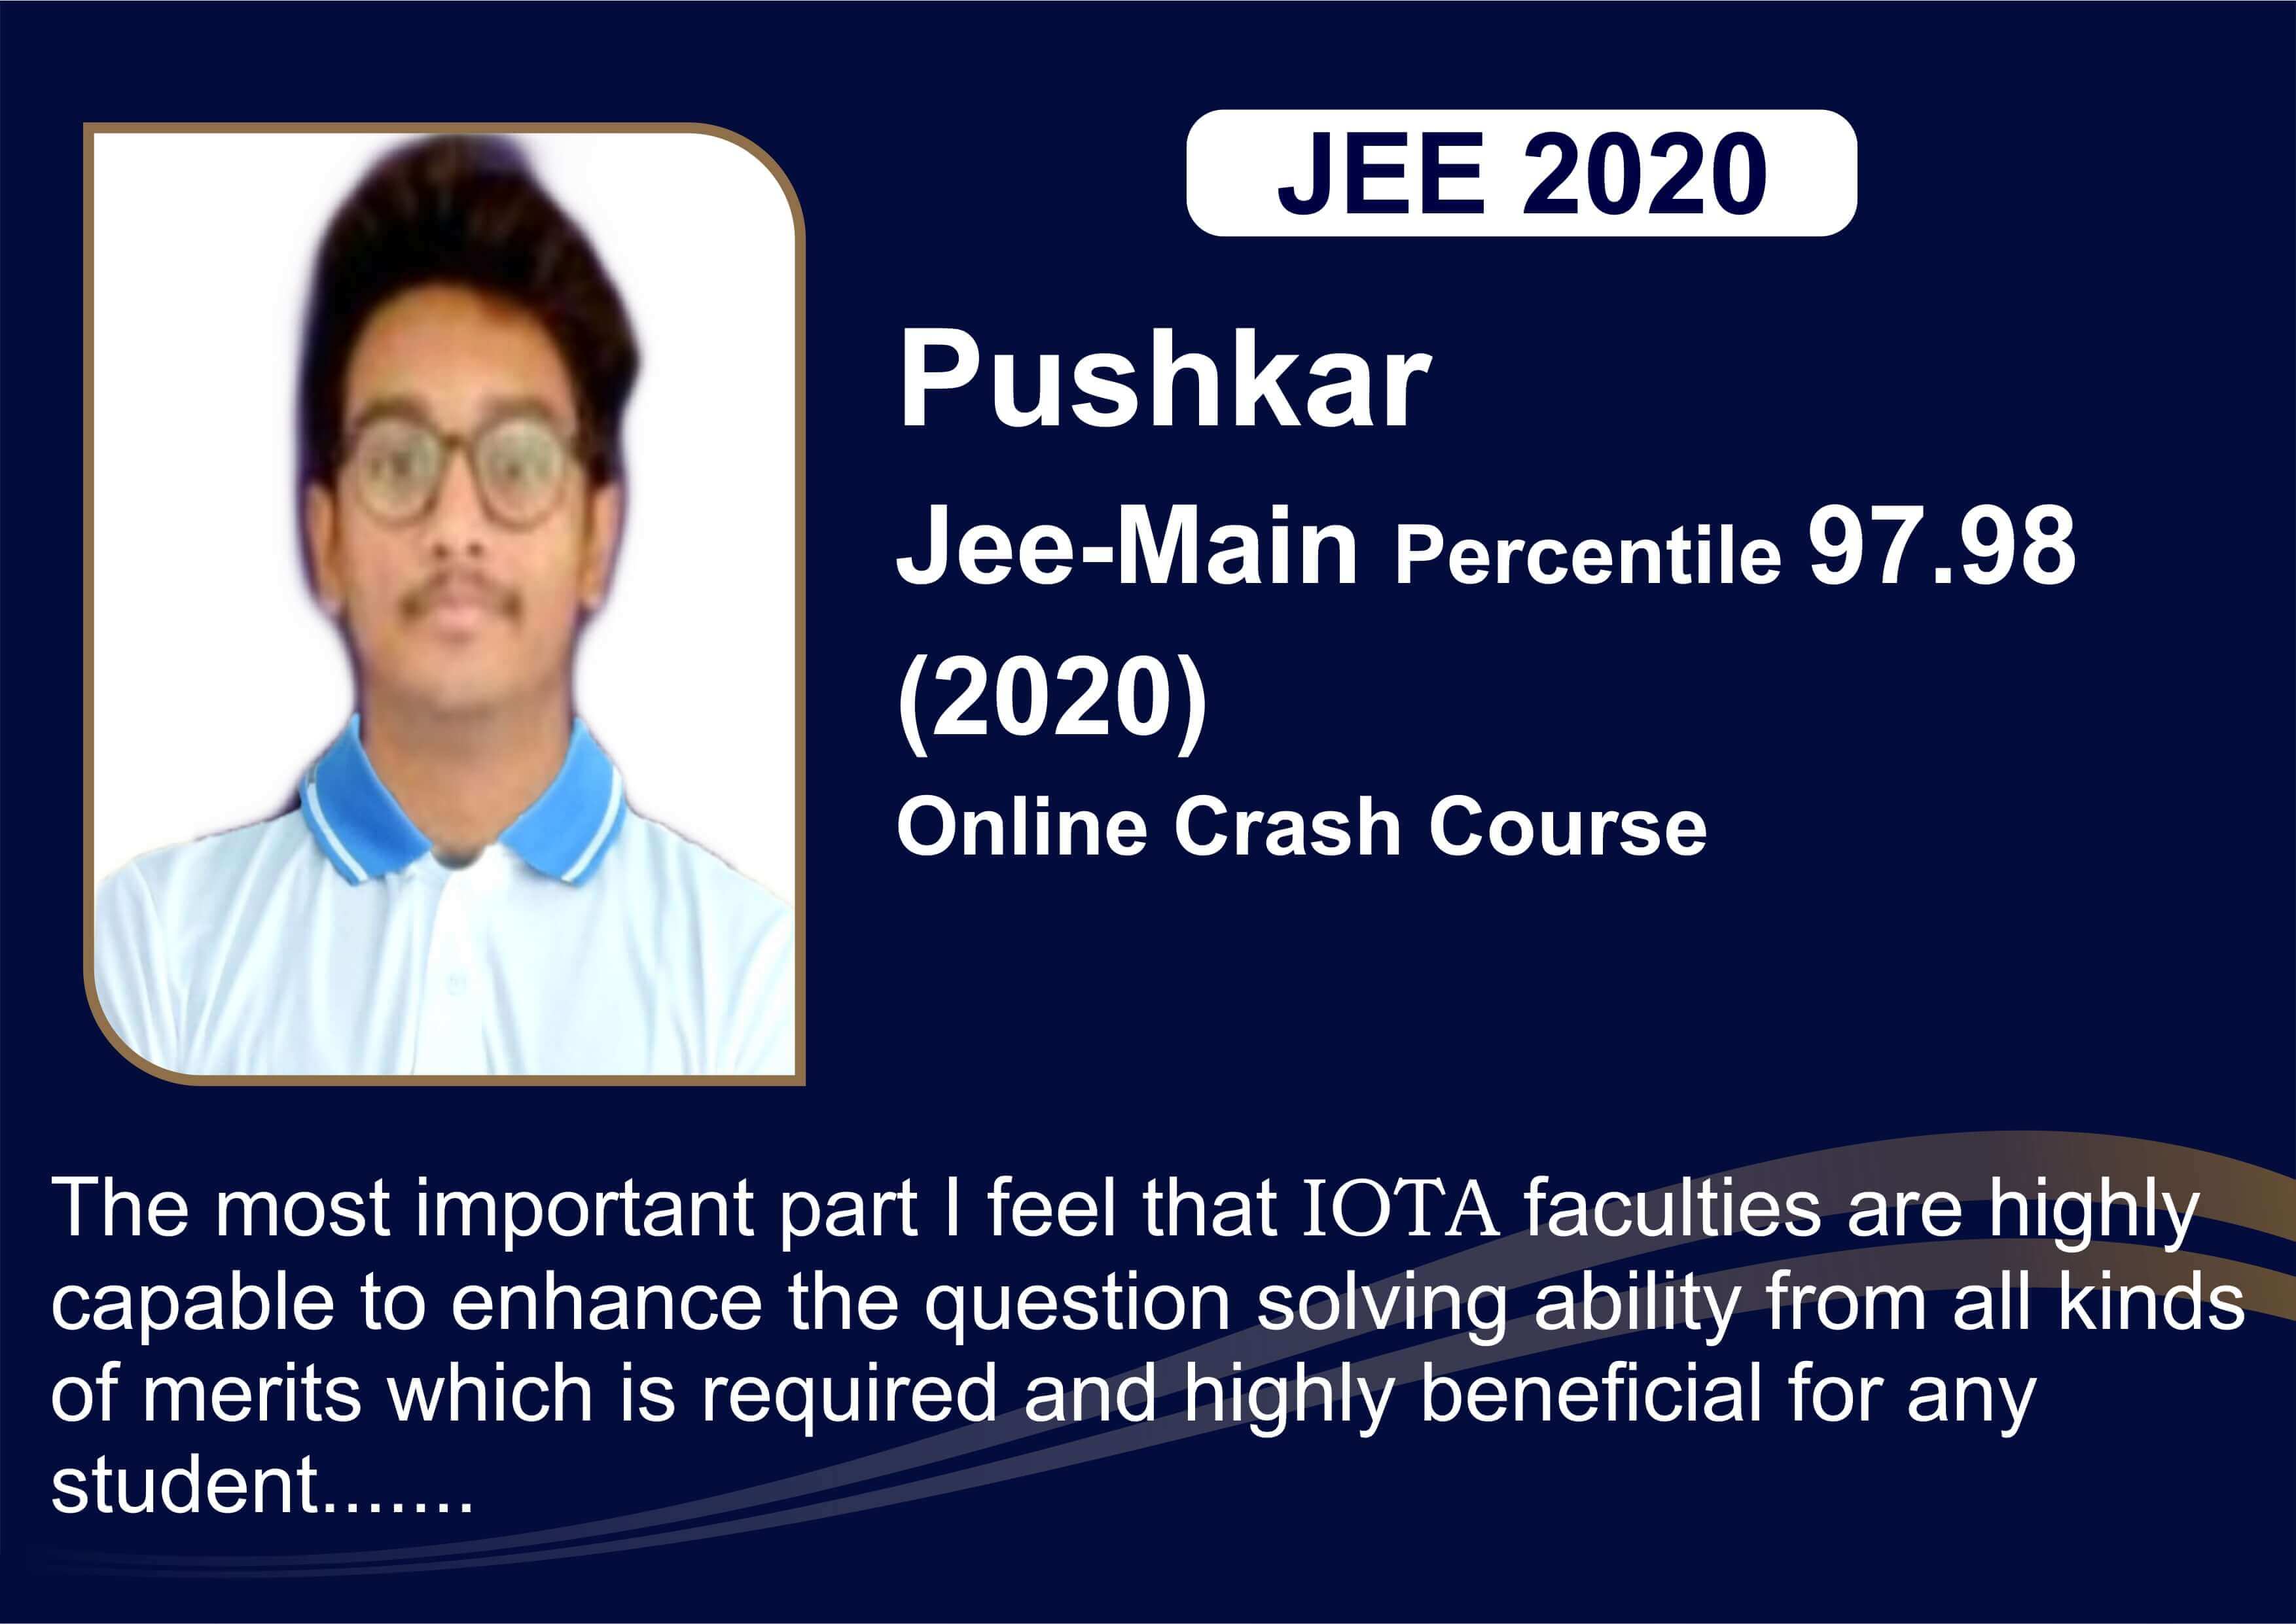 JEE 2020
Pushkar
Jee-Main Percentile 97.98
(2020)
Online Crash Course
The most important part I feel that IOTA faculties are highly
capable to enhance the question solving ability from all kinds
of merits which is required and highly beneficial for any
student.......